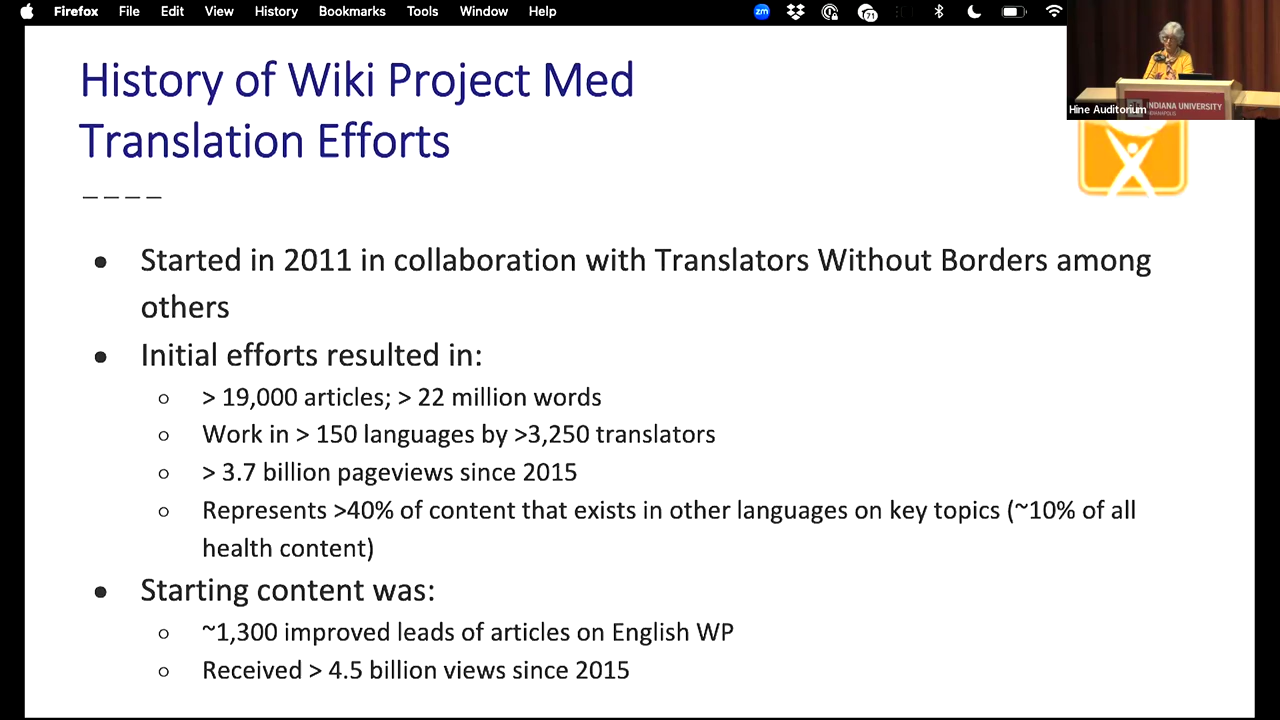 Firefox File Edit View History Bookmarks Tools Window Help
zm
71
Hine Auditorium
INDIANA UNIVERSITY
INDIANAPOLIS
History of Wiki Project Med
Translation Efforts
Started in 2011 in collaboration with Translators Without Borders among
others
Initial efforts resulted in:
> 19,000 articles; > 22 million words
Work in > 150 languages by >3,250 translators
> 3.7 billion pageviews since 2015
Represents >40% of content that exists in other languages on key topics (~10% of all
health content)
Starting content was:
~1,300 improved leads of articles on English WP
Received > 4.5 billion views since 2015